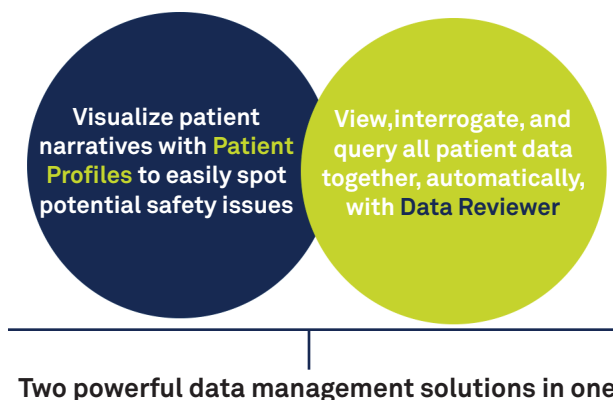 Visualize patient
narratives with Patient
Profiles to easily spot
potential safety issues
View,interrogate, and
query all patient data
together, automatically,
with Data Reviewer
Two powerful data management solutions in one